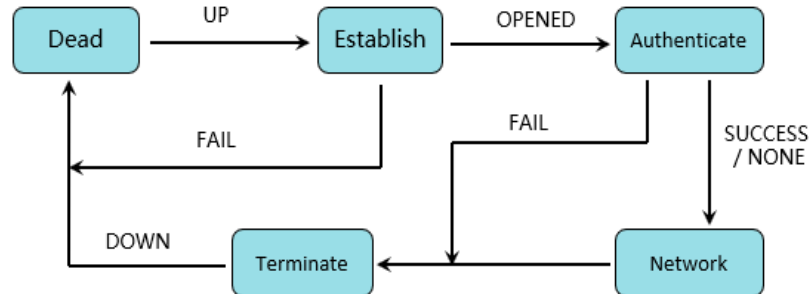 UP
OPENED
Dead
Establish
Authenticate
FAIL
FAIL
SUCCESS
/ NONE
DOWN
Terminate
Network